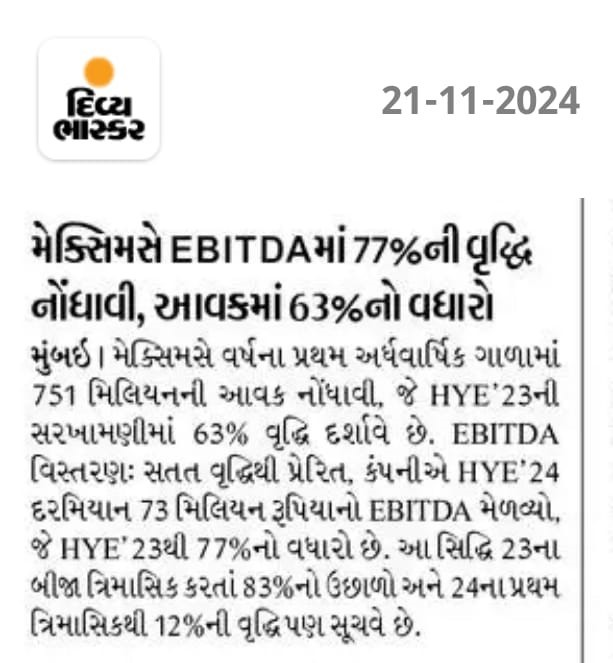 દિવ્ય
ભાસ્કર
21-11-2024
મેક્સિમસે EBITDAમાં 77%ની વૃદ્ધિ
નોંધાવી, આવકમાં 63%નો વધારો
મુંબઇ | મેક્સિમસે વર્ષના પ્રથમ અર્ધવાર્ષિક ગાળામાં
751 મિલિયનની આવક નોંધાવી, જે HYE'23ની
સરખામણીમાં 63% વૃદ્ધિ દર્શાવે છે. EBITDA
વિસ્તરણઃ સતત વૃદ્ધિથી પ્રેરિત, કંપનીએ HYE'24
દરમિયાન 73 મિલિયન રૂપિયાનો EBITDA મેળવ્યો,
જે HYE'23થી 77%નો વધારો છે. આ સિદ્ધિ 23ના
બીજા ત્રિમાસિક કરતાં 83%નો ઉછાળો અને 24ના પ્રથમ
ત્રિમાસિકથી 12%ની વૃદ્ધિ પણ સૂચવે છે.